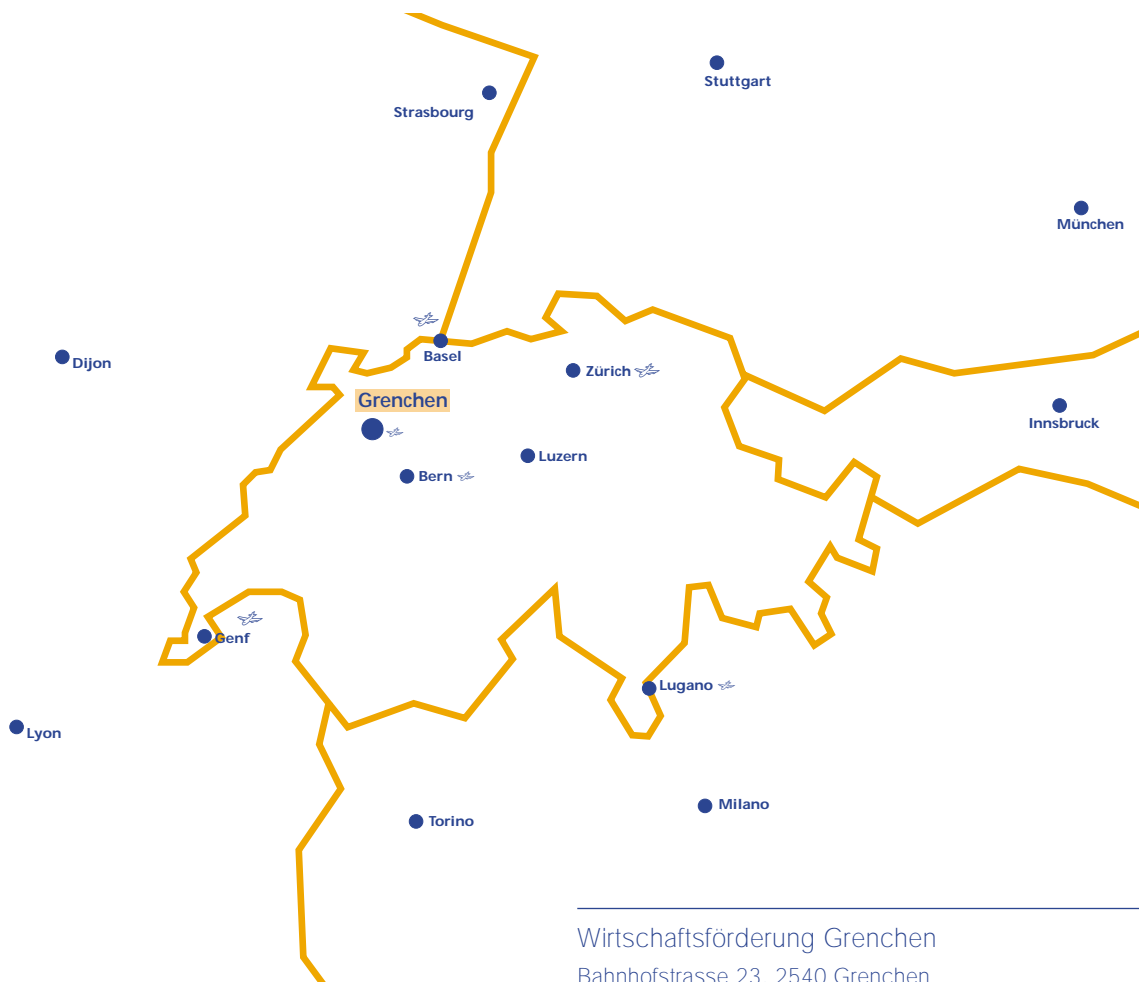 Stuttgart
Strasbourg
München
Basel
Dijon
Zürich
Grenchen
Innsbruck
Luzern
Bern
Genf
Lugano
Lyon
Milano
Torino
Wirtschaftsförderung Grenchen
Bahnhofstrasse 23, 2540 Grenchen